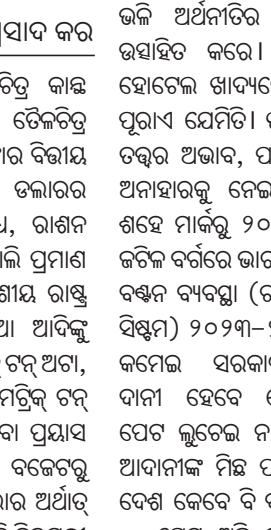 ସାଦ କର
ଚିତ୍ର କାନ୍ଥ
ତୈଳଚିତ୍ର
ାର ବିତ୍ତୀୟ
ଡଲାରର
ରାଶନ
ଲି ପ୍ରମାଣ
ଶୀୟ ରାଷ୍ଟ୍ର
ଆ ଆଦିଙ୍କୁ
ଟନ୍ ଅଟା,
ମଟ୍ରିକ୍ ଟନ୍
ବା ପ୍ରୟାସ
ବଜେଟରୁ
ାର ଅର୍ଥାତ୍
ଭଳି ଅର୍ଥନୀତିର
ଉତ୍ସାହିତ କରେ।
ହୋଟେଲ ଖାଦ୍ୟ
ପୂରାଏ ଯେମିତି।
ତତ୍ତ୍ୱର ଅଭାବ, ପ
ଅନାହାରକୁ ନେଇ
ଶହେ ମାର୍କରୁ ୨୦
ଜଟିଳ ବର୍ଗରେ ଭାର
ବଣ୍ଟନ ବ୍ୟବସ୍ଥା (ର
ସିଷ୍ଟମ) ୨୦୨୩–
କମେଇ ସରକା
ଦାନୀ ହେବେ
ପେଟ ଲୁଚେଇ ନ
ଆଦାନୀଙ୍କ ମିଛ ପ
ଦେଶ କେବେ ବି ବ